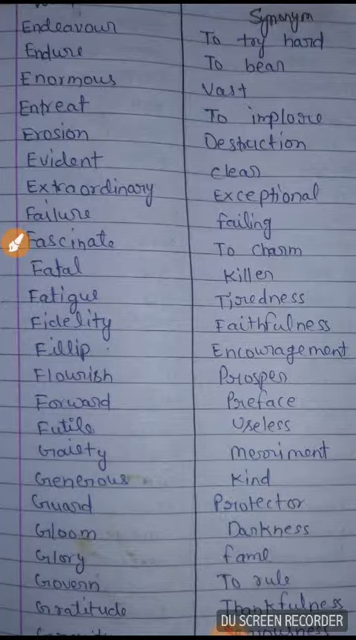 Synonym
Endeavour To try hard
Endure To bear
Enormous Vast
Entreat To implore
Erosion Destruction
Evident clear
Extraordinary Exceptional
Failure failing
Fascinate To charm
Fatal Killer
Fatigue Tiredness
Fidelity Faithfulness
Fillip Encouragement
Flourish Prosper
Forward Preface
Futile Useless
Gaiety merriment
Generous Kind
Guard Protector
Gloom Darkness
Glory fame
Govern To rule
Gratitude Thankfulness
DU SCREEN RECORDER